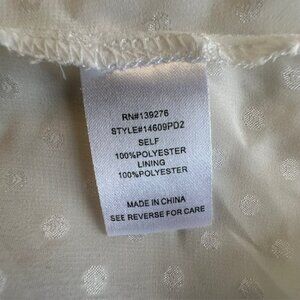 RN#139276
STYLE#14609PD2
SELF
100%POLYESTER
LINING
100%POLYESTER
MADE IN CHINA
SEE REVERSE FOR CARE